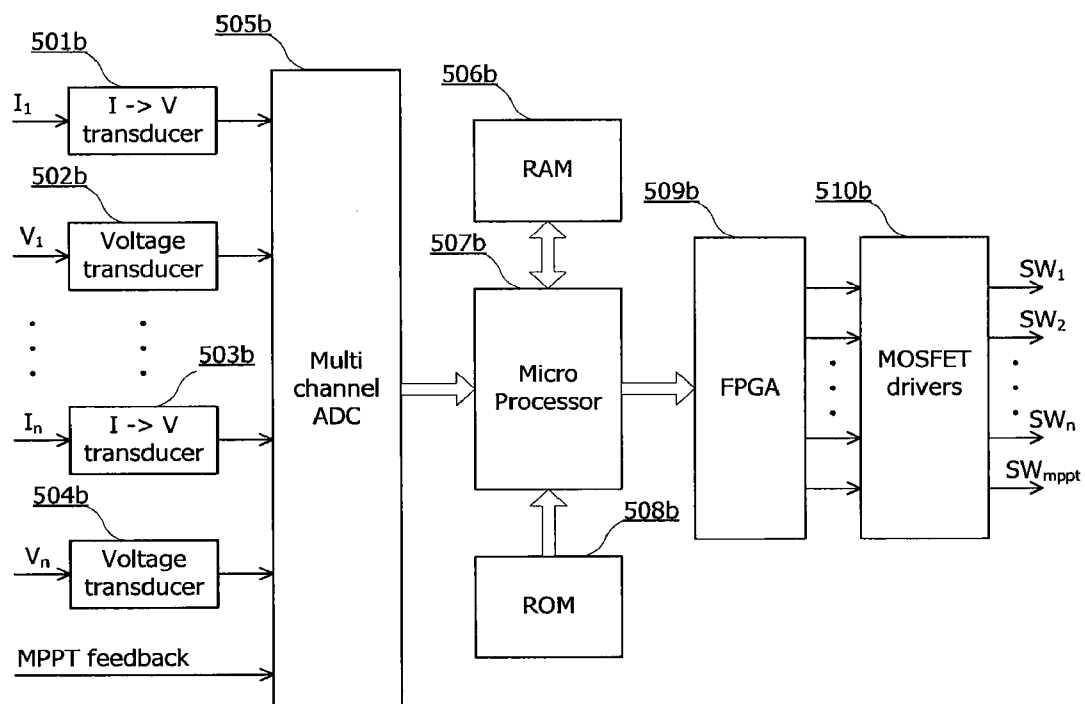 501b
505b
I1
I -> V
transducer
502b
V1
Voltage
transducer
503b
In
I -> V
transducer
504b
Vn
Voltage
transducer
MPPT feedback
Multi
channel
ADC
506b
RAM
507b
Micro
Processor
508b
ROM
509b
FPGA
510b
MOSFET
drivers
SW1
SW2
SWn
SWmppt